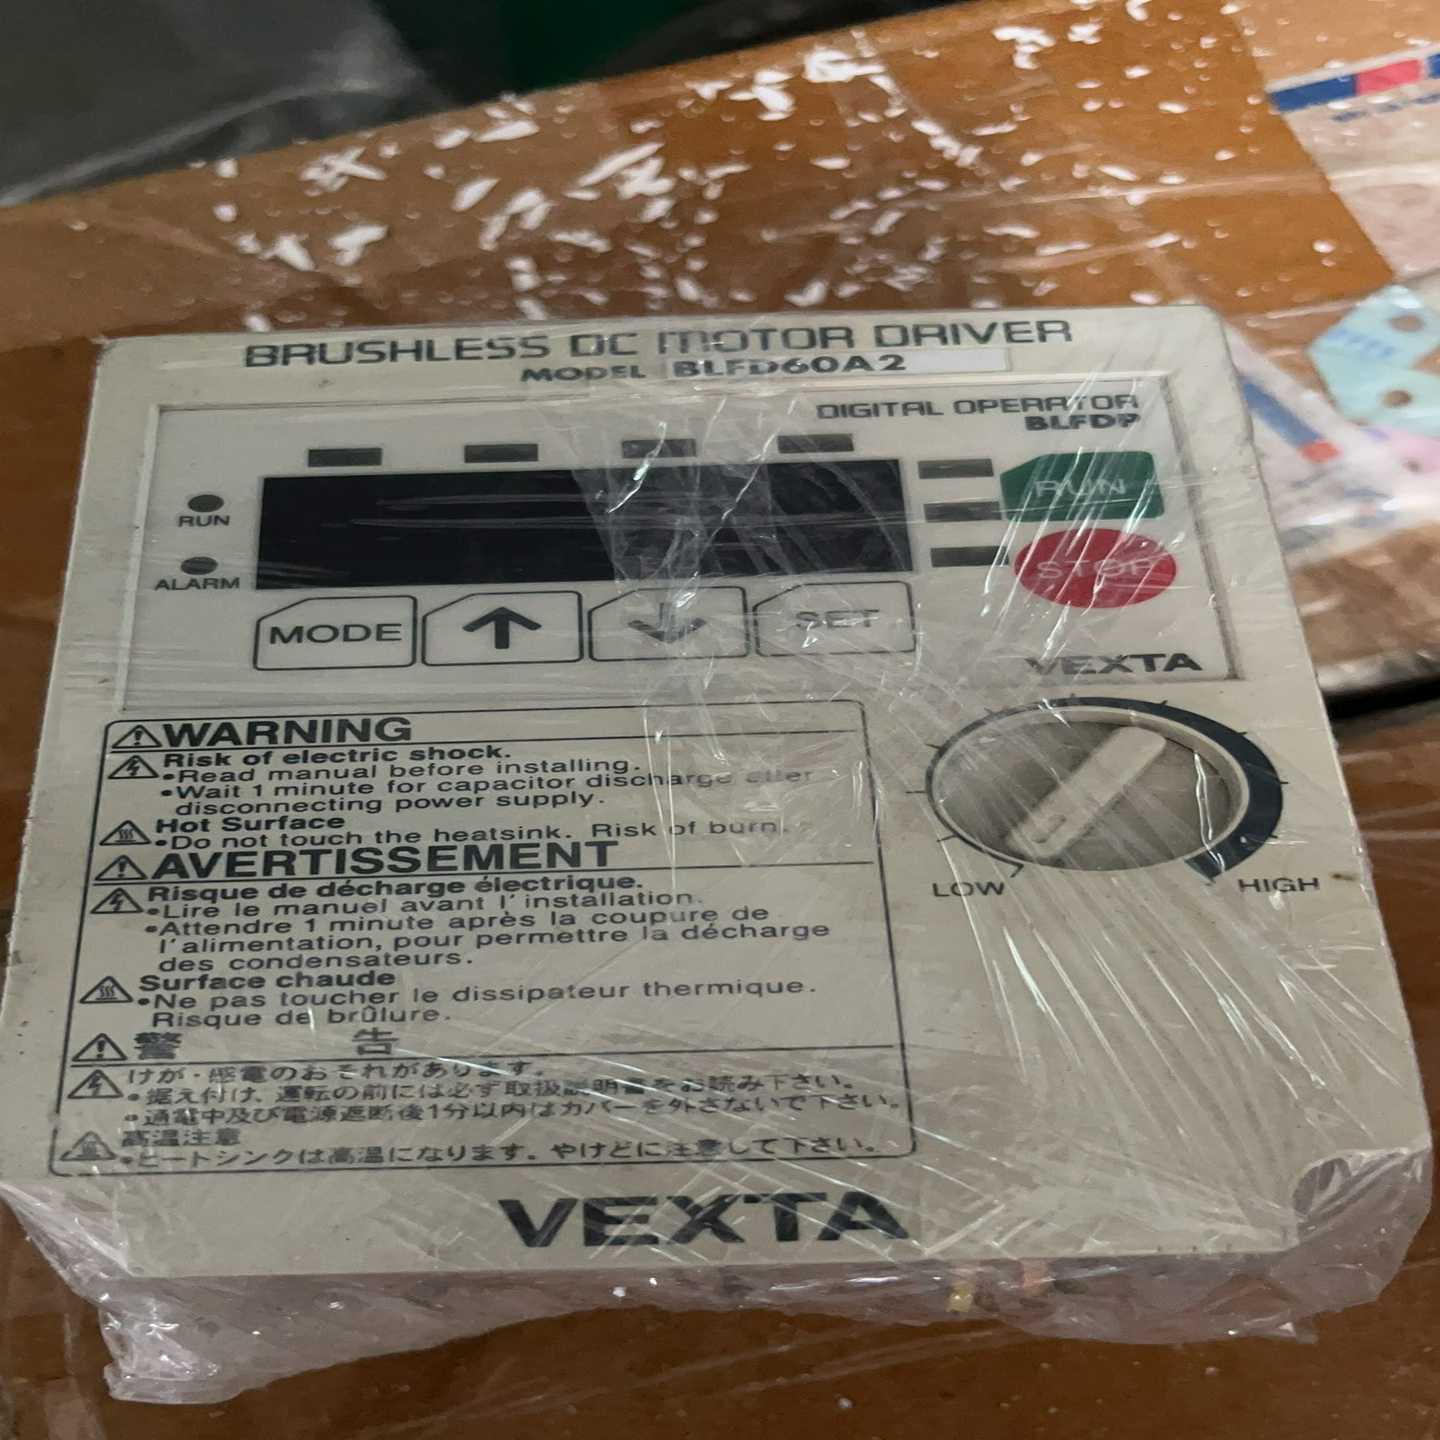 BRUSHLESS DC MOTOR DRIVER
MODEL BLFD60A2
DIGITAL OPERATOR
BLFDP
RUN
RUN
ALARM
STOP
MODE
SET
VEXTA
WARNING
Risk of electric shock.
•Read manual before installing.
•Wait 1 minute for capacitor discharge after
disconnecting power supply.
Hot Surface
•Do not touch the heatsink. Risk of burn.
AVERTISSEMENT
Risque de décharge électrique.
•Lire le manuel avant l'installation.
•Attendre 1 minute après la coupure de
l'alimentation, pour permettre la décharge
des condensateurs.
Surface chaude
•Ne pas toucher le dissipateur thermique.
Risque de brûlure.
警 告
けが・感電のおそれがあります。
•据え付け、運転の前には必ず取扱説明書をお読み下さい。
•通電中及び電源遮断後1分以内はカバーを外さないで下さい。
高温注意
•ヒートシンクは高温になります。やけどに注意して下さい。
LOW
HIGH
VEXTA